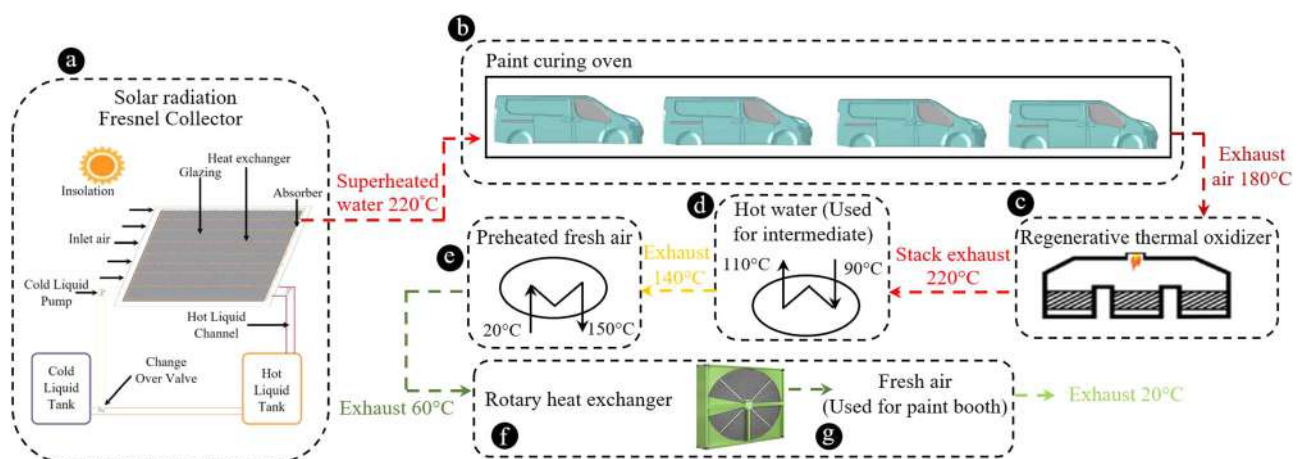 a
Solar radiation
Fresnel Collector
Insolation
Heat exchanger
Glazing
Absorber
Inlet air
Cold Liquid
Pump
Hot Liquid
Channel
Change
Over Valve
Cold
Liquid
Tank
Hot
Liquid
Tank
Superheated
water 220°C
b
Paint curing oven
Exhaust
air 180°C
c
Regenerative thermal oxidizer
Stack exhaust
220°C
d
Hot water (Used
for intermediate)
110°C
90°C
Exhaust
140°C
e
Preheated fresh air
20°C
150°C
Exhaust 60°C
f
Rotary heat exchanger
g
Fresh air
(Used for paint booth)
Exhaust 20°C